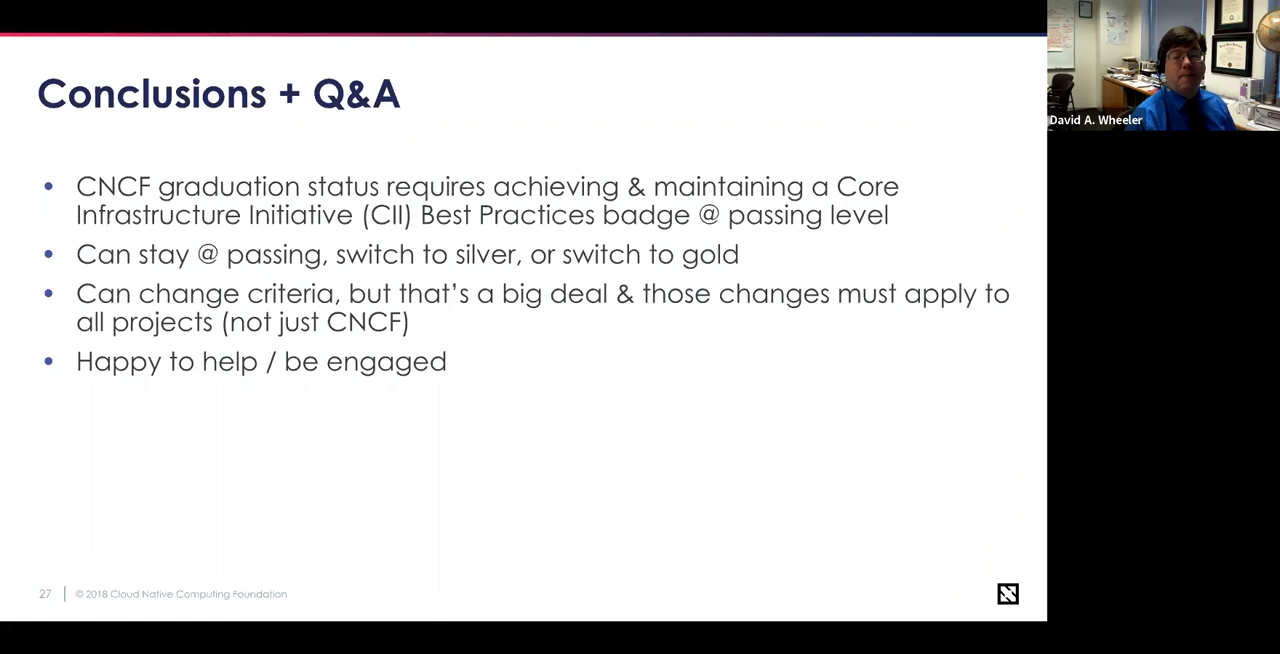 Conclusions + Q&A
• CNCF graduation status requires achieving & maintaining a Core
Infrastructure Initiative (CII) Best Practices badge @ passing level
• Can stay @ passing, switch to silver, or switch to gold
• Can change criteria, but that's a big deal & those changes must apply to
all projects (not just CNCF)
• Happy to help / be engaged
27 | © 2018 Cloud Native Computing Foundation
David A. Wheeler